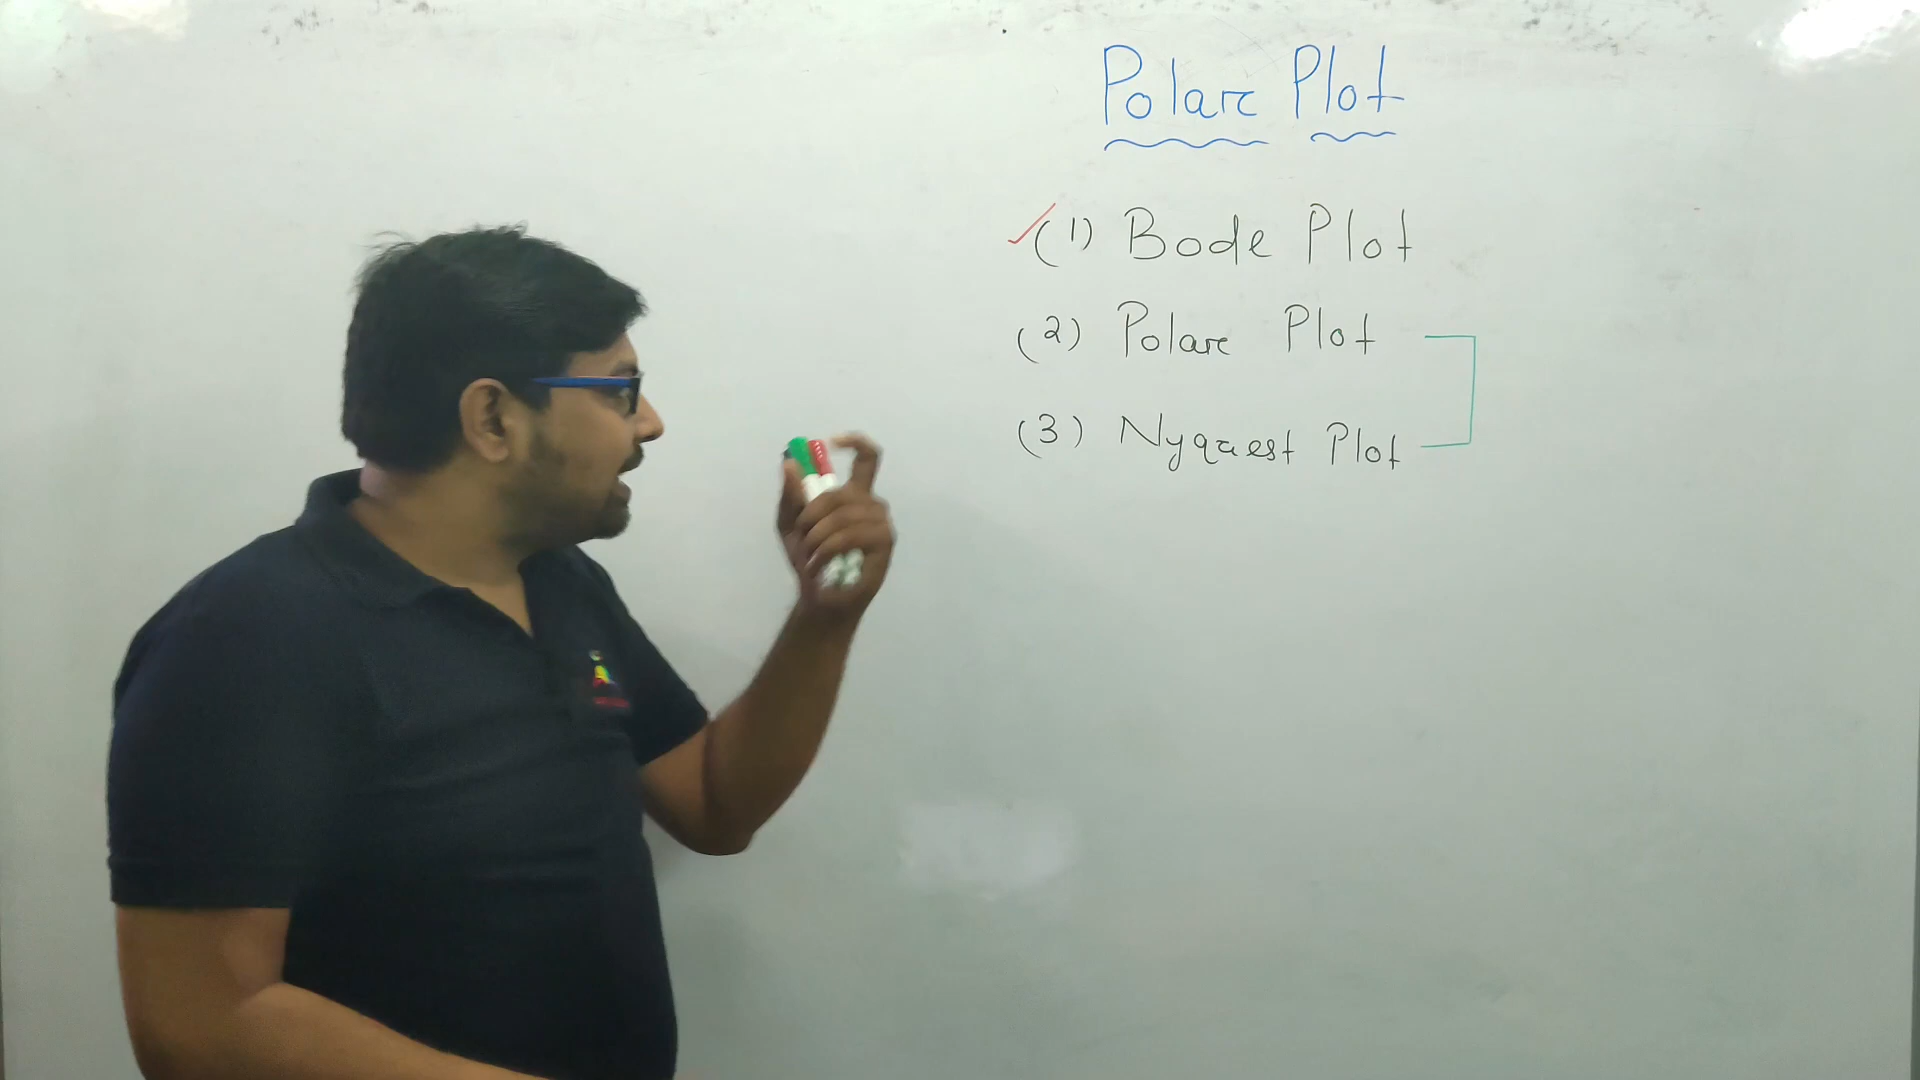 Polar Plot
(1) Bode Plot
(2) Polar Plot
(3) Nyquest Plot